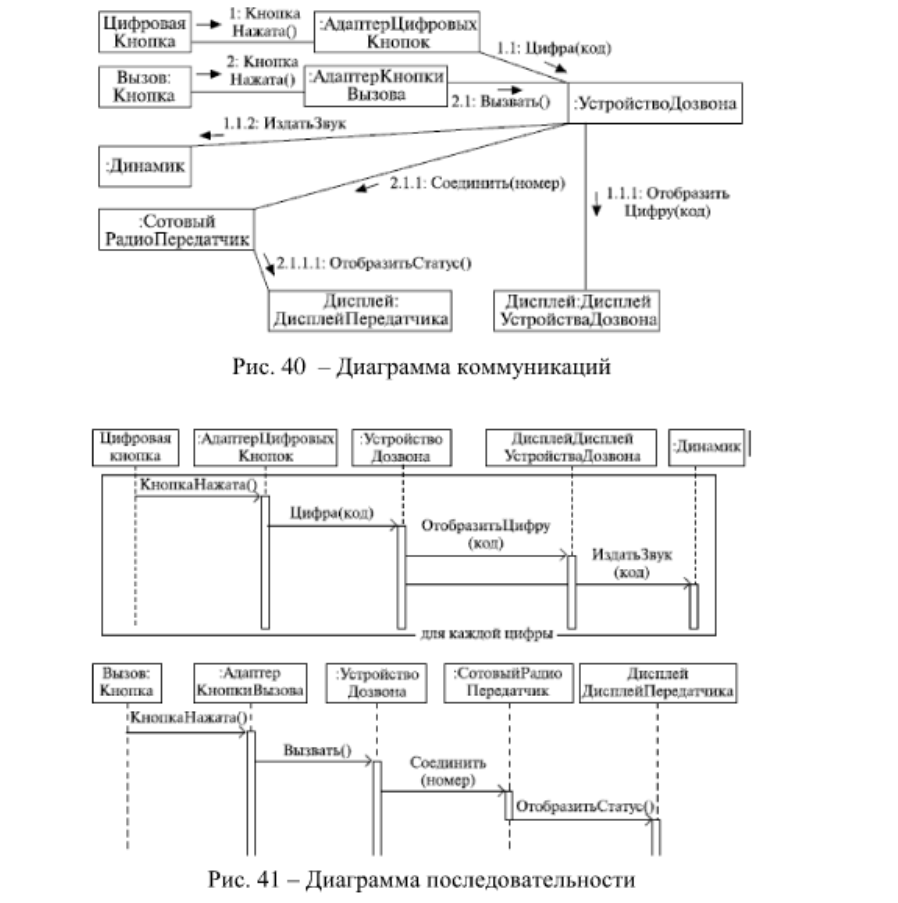 Цифровая
Кнопка
1: Кнопка
Нажата()
:АдаптерЦифровых
Кнопок
1.1: Цифра(код)
Вызов:
Кнопка
2: Кнопка
Нажата()
:АдаптерКнопки
Вызова
2.1: Вызвать()
:УстройствоДозвона
1.1.2: ИздатьЗвук
:Динамик
2.1.1: Соединить(номер)
1.1.1: Отобразить
Цифру(код)
:Сотовый
РадиоПередатчик
2.1.1.1: ОтобразитьСтатус()
Дисплей:
ДисплейПередатчика
Дисплей:Дисплей
УстройстваДозвона
Рис. 40 – Диаграмма коммуникаций
Цифровая
кнопка
:АдаптерЦифровых
Кнопок
:Устройство
Дозвона
ДисплейДисплей
УстройстваДозвона
:Динамик
КнопкаНажата()
Цифра(код)
ОтобразитьЦифру
(код)
ИздатьЗвук
(код)
для каждой цифры
Вызов:
Кнопка
:Адаптер
КнопкиВызова
:Устройство
Дозвона
:СотовыйРадио
Передатчик
Дисплей
ДисплейПередатчика
КнопкаНажата()
Вызвать()
Соединить
(номер)
ОтобразитьСтатус()
Рис. 41 – Диаграмма последовательности